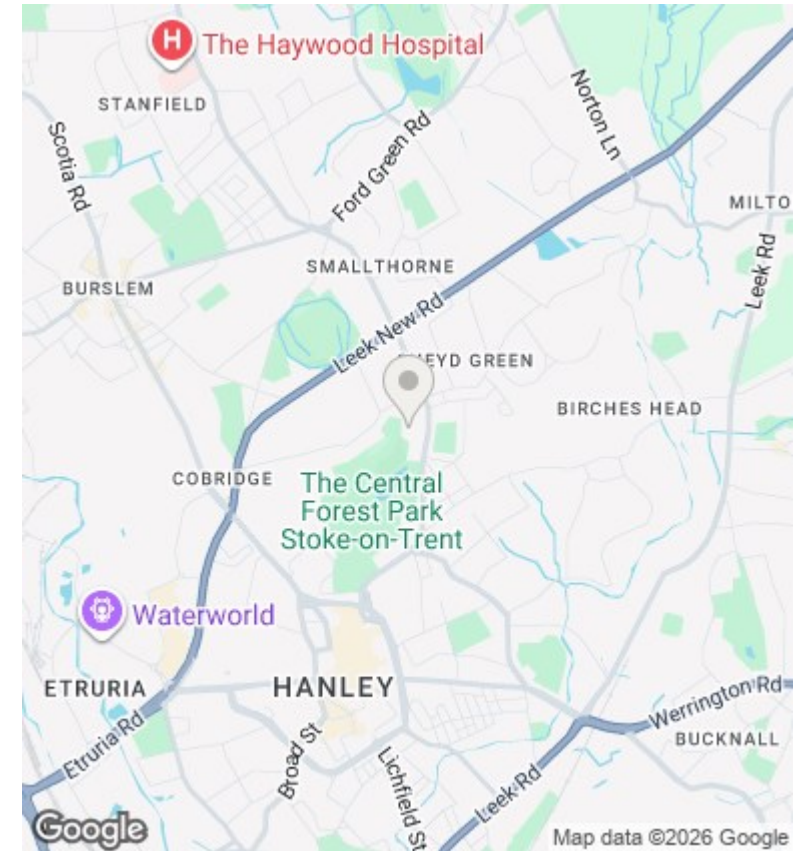 H The Haywood Hospital
STANFIELD
Scotia Rd
Ford Green Rd
Norton Ln
MILTO
SMALLTHORNE
Leek Rd
BURSLEM
Leek New Rd
EYD GREEN
BIRCHES HEAD
COBRIDGE
The Central
Forest Park
Stoke-on-Trent
Waterworld
ETRURIA
HANLEY
Werrington Rd
Etruria Rd
Broad St
BUCKNALL
Lichfield St
Leek Rd
Google
Map data ©2026 Google